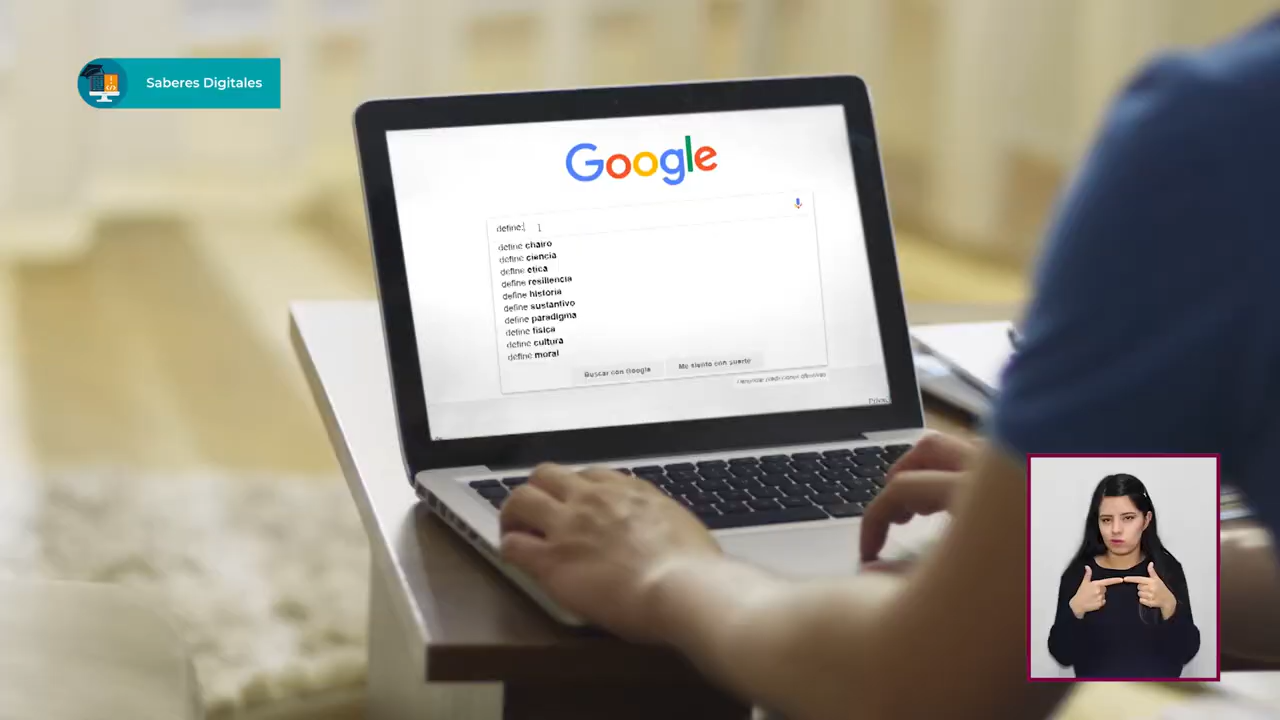 Saberes Digitales
Google
define:
define chairo
define ciencia
define etica
define resiliencia
define historia
define sustantivo
define paradigma
define fisica
define cultura
define moral
Buscar con Google
Me siento con suerte